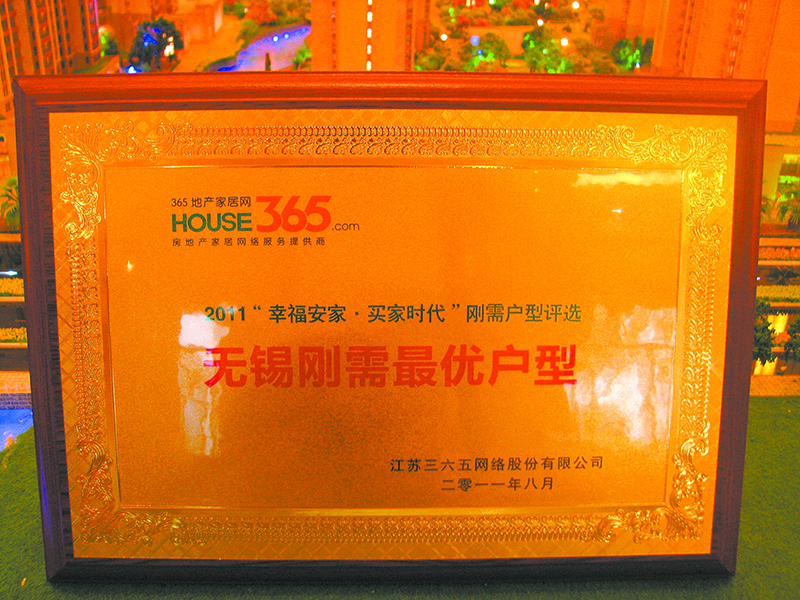 365 地产家居网
HOUSE365.com
房地产家居网络服务提供商
2011“幸福安家·买家时代”刚需户型评选
无锡刚需最优户型
江苏三六五网络股份有限公司
二零一一年八月